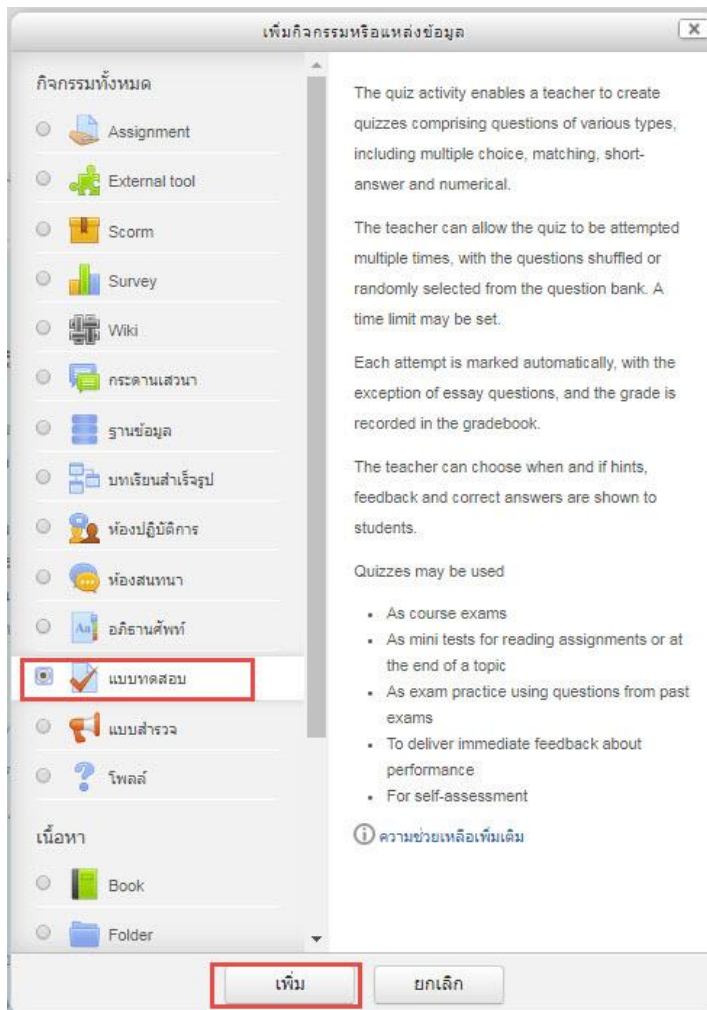 เพิ่มกิจกรรมหรือแหล่งข้อมูล
กิจกรรมทั้งหมด
Assignment
External tool
Scorm
Survey
Wiki
กระดานเสวนา
ฐานข้อมูล
บทเรียนสำเร็จรูป
ห้องปฏิบัติการ
ห้องสนทนา
อภิธานศัพท์
แบบทดสอบ
แบบสำรวจ
โพลล์
เนื้อหา
Book
Folder
The quiz activity enables a teacher to create
quizzes comprising questions of various types,
including multiple choice, matching, short-
answer and numerical.
The teacher can allow the quiz to be attempted
multiple times, with the questions shuffled or
randomly selected from the question bank. A
time limit may be set.
Each attempt is marked automatically, with the
exception of essay questions, and the grade is
recorded in the gradebook.
The teacher can choose when and if hints,
feedback and correct answers are shown to
students.
Quizzes may be used
• As course exams
• As mini tests for reading assignments or at
the end of a topic
• As exam practice using questions from past
exams
• To deliver immediate feedback about
performance
• For self-assessment
ความช่วยเหลือเพิ่มเติม
เพิ่ม
ยกเลิก